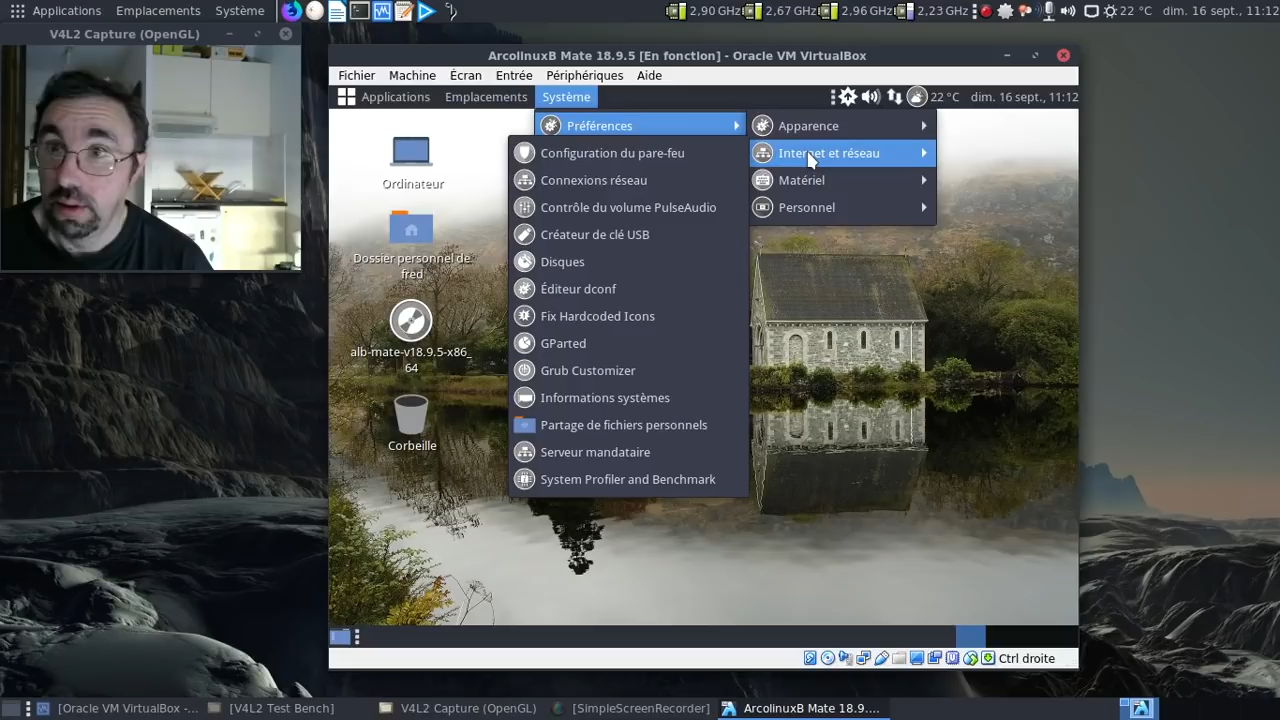 Applications Emplacements Système 2,90 GHz 2,67 GHz 2,96 GHz 2,23 GHz 22 °C dim. 16 sept., 11:12
V4L2 Capture (OpenGL)
ArcolinuxB Mate 18.9.5 [En fonction] - Oracle VM VirtualBox
Fichier Machine Écran Entrée Périphériques Aide
Applications Emplacements Système 22 °C dim. 16 sept., 11:12
Préférences
Apparence
Internet et réseau
Matériel
Personnel
Configuration du pare-feu
Connexions réseau
Contrôle du volume PulseAudio
Créateur de clé USB
Disques
Éditeur dconf
Fix Hardcoded Icons
GParted
Grub Customizer
Informations systèmes
Partage de fichiers personnels
Serveur mandataire
System Profiler and Benchmark
Ordinateur
Dossier personnel de
fred
alb-mate-v18.9.5-x86_
64
Corbeille
Ctrl droite
[Oracle VM VirtualBox -... [V4L2 Test Bench] V4L2 Capture (OpenGL) [SimpleScreenRecorder] ArcolinuxB Mate 18.9....